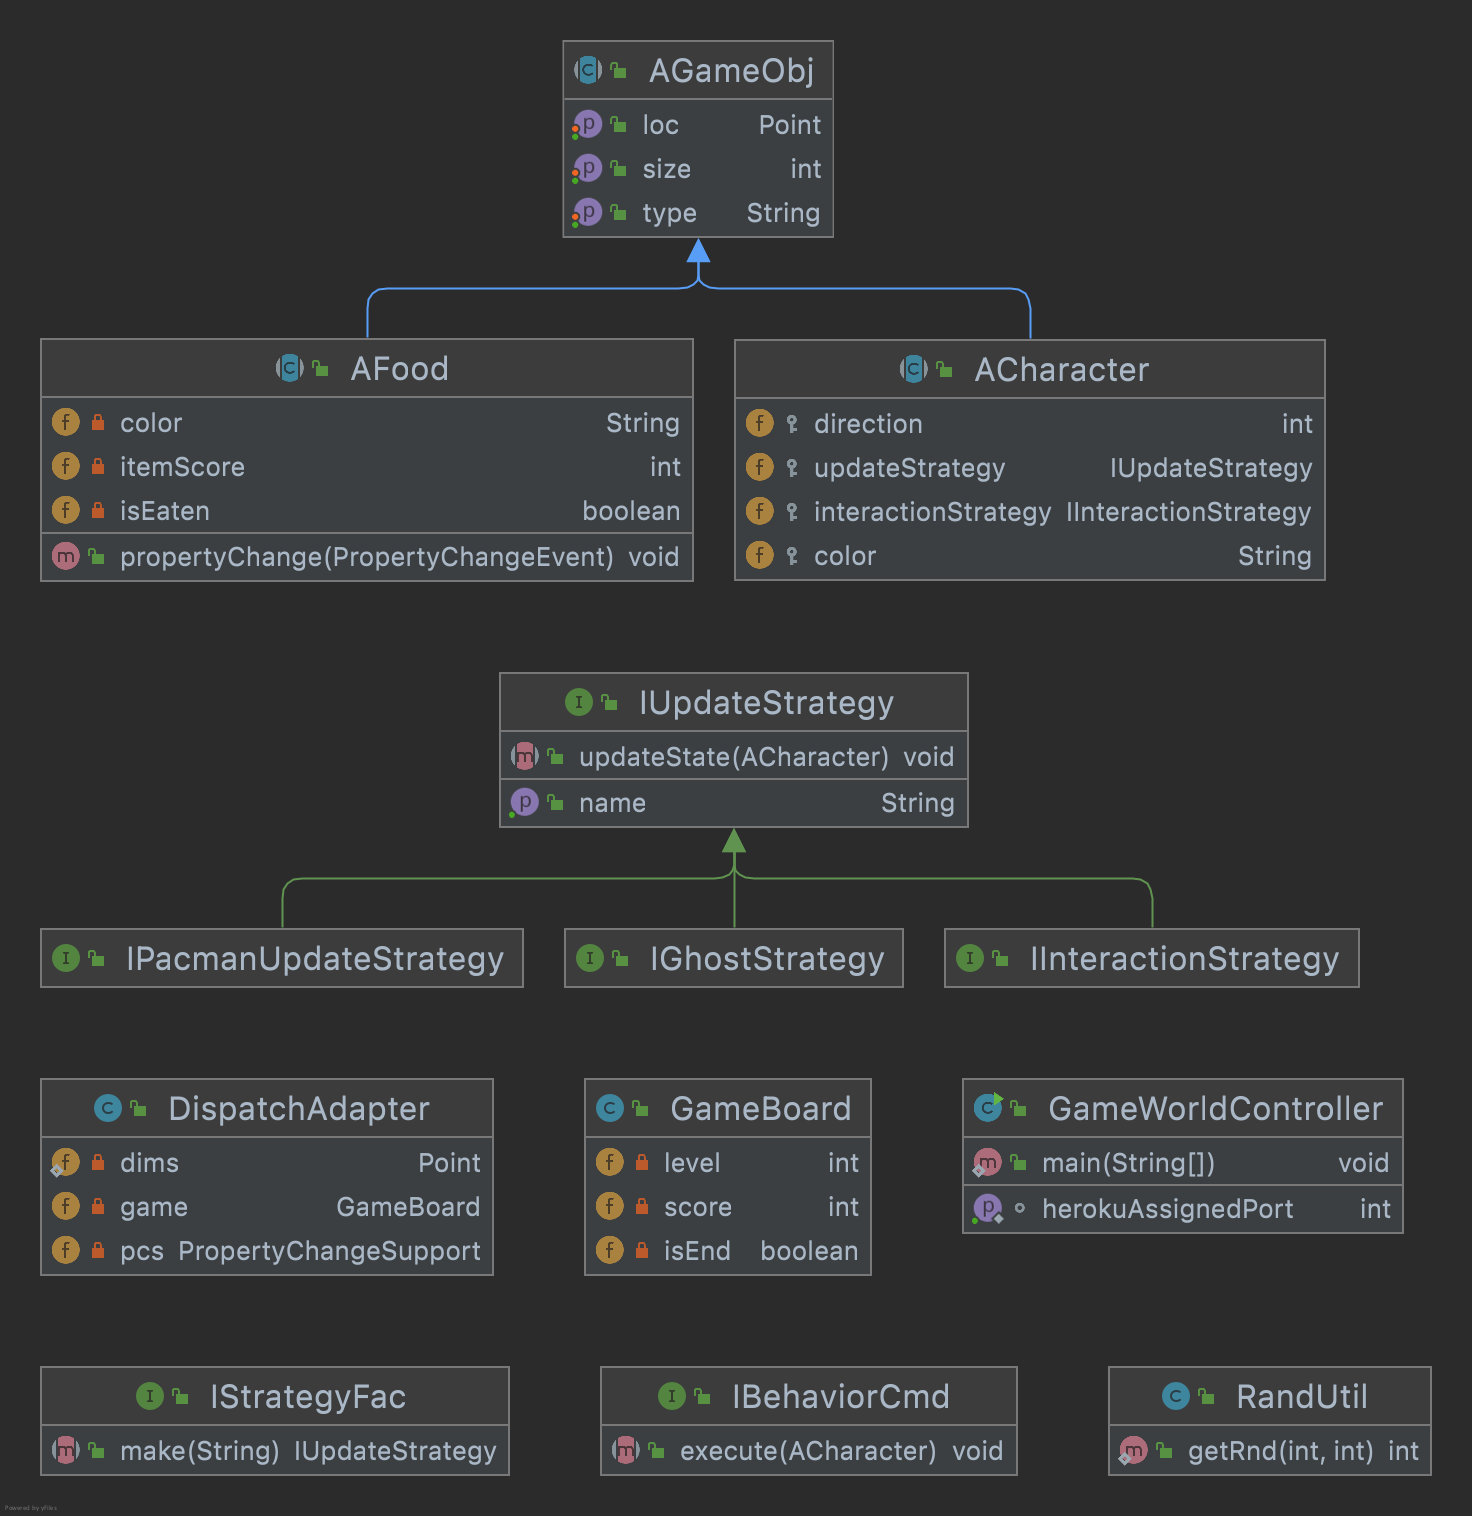 AGameObj
loc Point
size int
type String
AFood
color String
itemScore int
isEaten boolean
propertyChange(PropertyChangeEvent) void
ACharacter
direction int
updateStrategy IUpdateStrategy
interactionStrategy IInteractionStrategy
color String
IUpdateStrategy
updateState(ACharacter) void
name String
IPacmanUpdateStrategy
IGhostStrategy
IInteractionStrategy
DispatchAdapter
dims Point
game GameBoard
pcs PropertyChangeSupport
GameBoard
level int
score int
isEnd boolean
GameWorldController
main(String[]) void
herokuAssignedPort int
IStrategyFac
make(String) IUpdateStrategy
IBehaviorCmd
execute(ACharacter) void
RandUtil
getRnd(int, int) int
Powered by yFiles